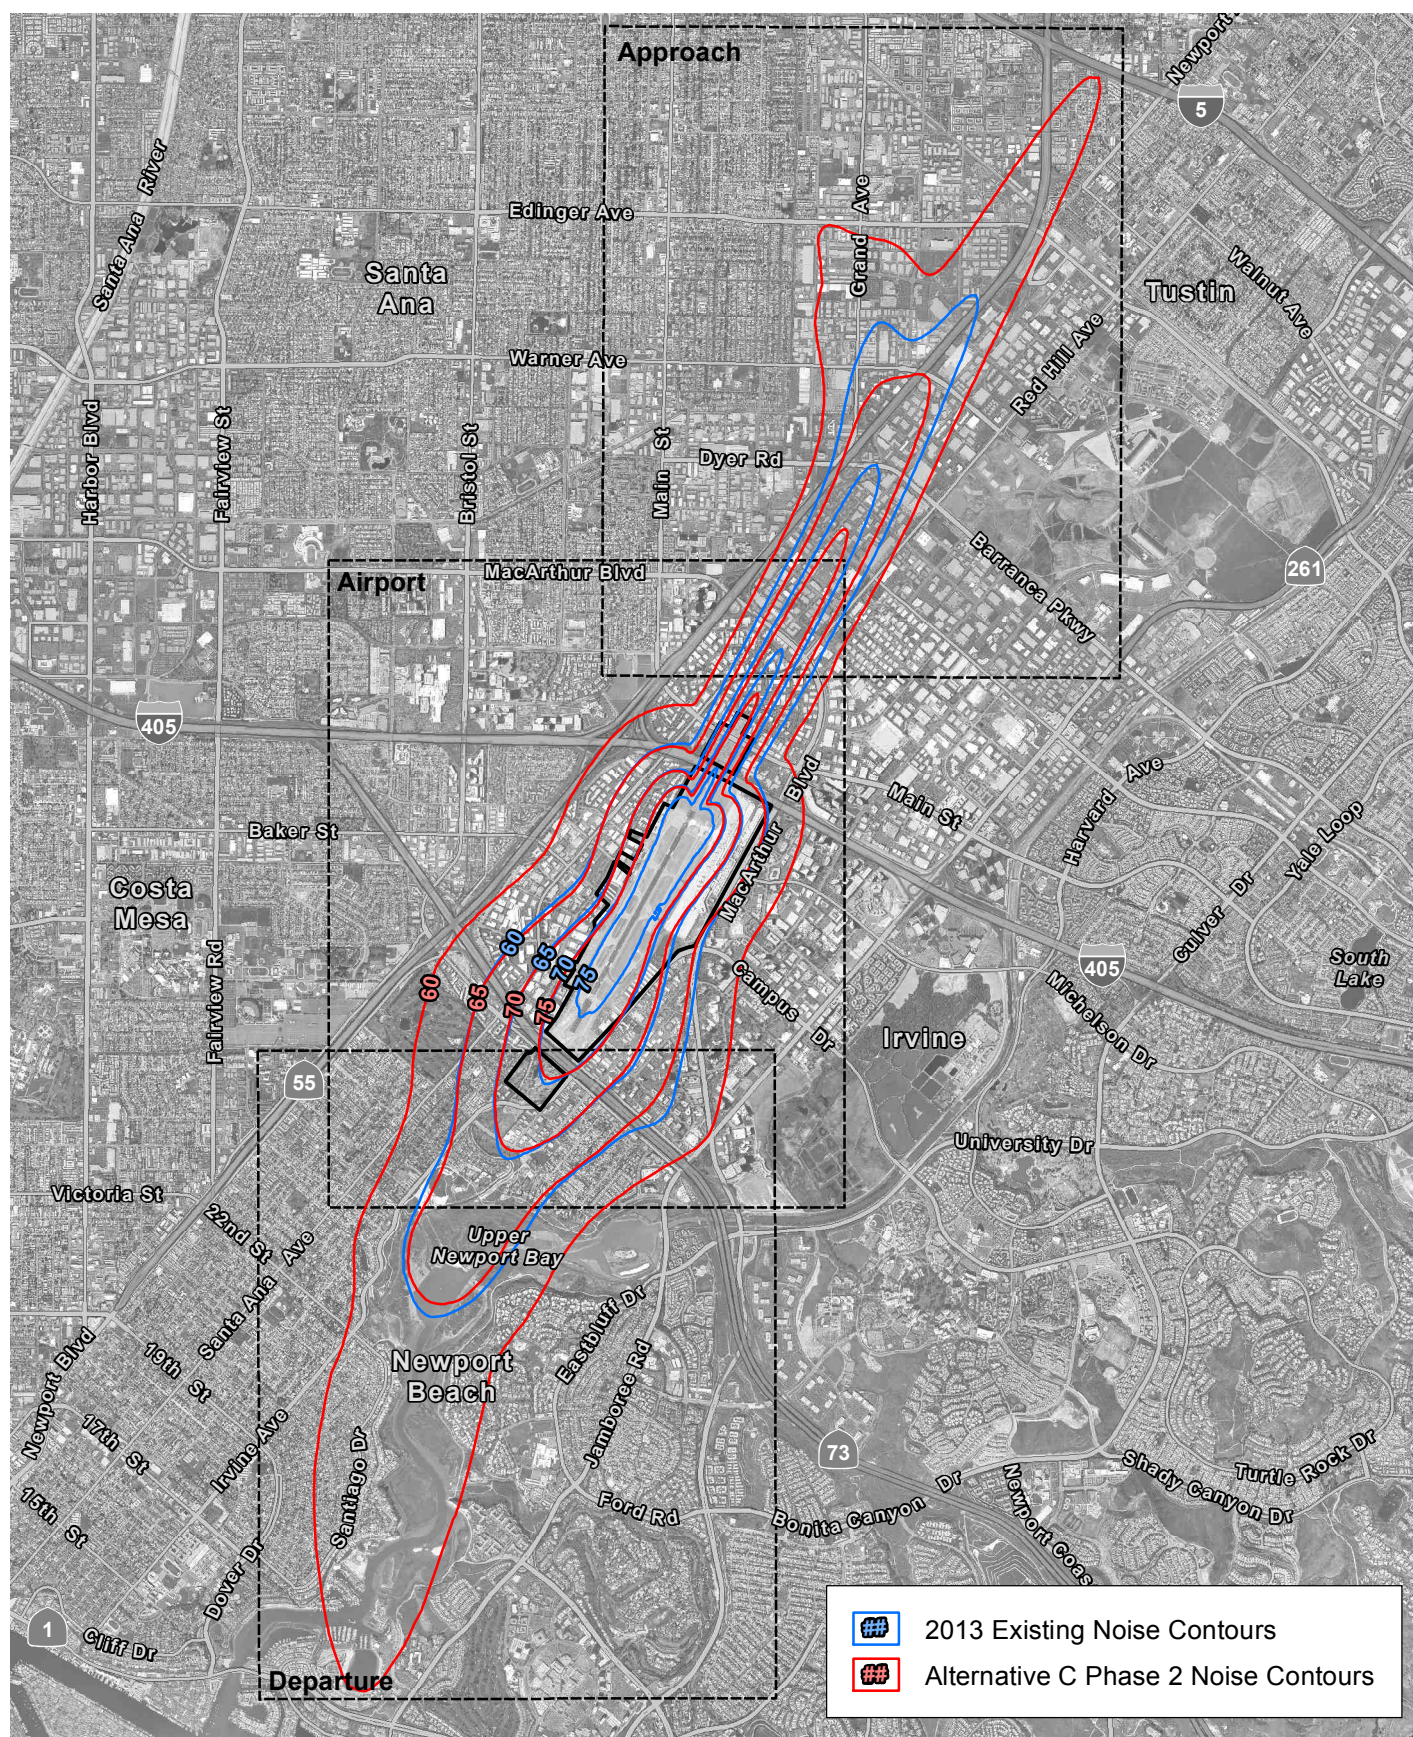 Approach
Newport
5
Santa Ana River
Edinger Ave
Grand Ave
Santa
Ana
Tustin
Walnut Ave
Warner Ave
Red Hill Ave
Harbor Blvd
Fairview St
Bristol St
Main St
Dyer Rd
Barranca Pkwy
261
Airport
MacArthur Blvd
405
Blvd
MacArthur
Main St
Harvard Ave
Yale Loop
Baker St
Costa
Mesa
Culver Dr
South
Lake
60
65
70
75
60
65
70
75
Fairview Rd
Campus Dr
405
Michelson Dr
Irvine
55
University Dr
Victoria St
22nd St
Santa Ana Ave
Upper
Newport Bay
Eastbluff Dr
Newport Blvd
19th St
Newport
Beach
Jamboree Rd
17th St
Irvine Ave
Santiago Dr
73
15th St
Ford Rd
Bonita Canyon Dr
Newport Coas
Shady Canyon Dr
Turtle Rock Dr
Dover Dr
1
Cliff Dr
Departure
## 2013 Existing Noise Contours
## Alternative C Phase 2 Noise Contours